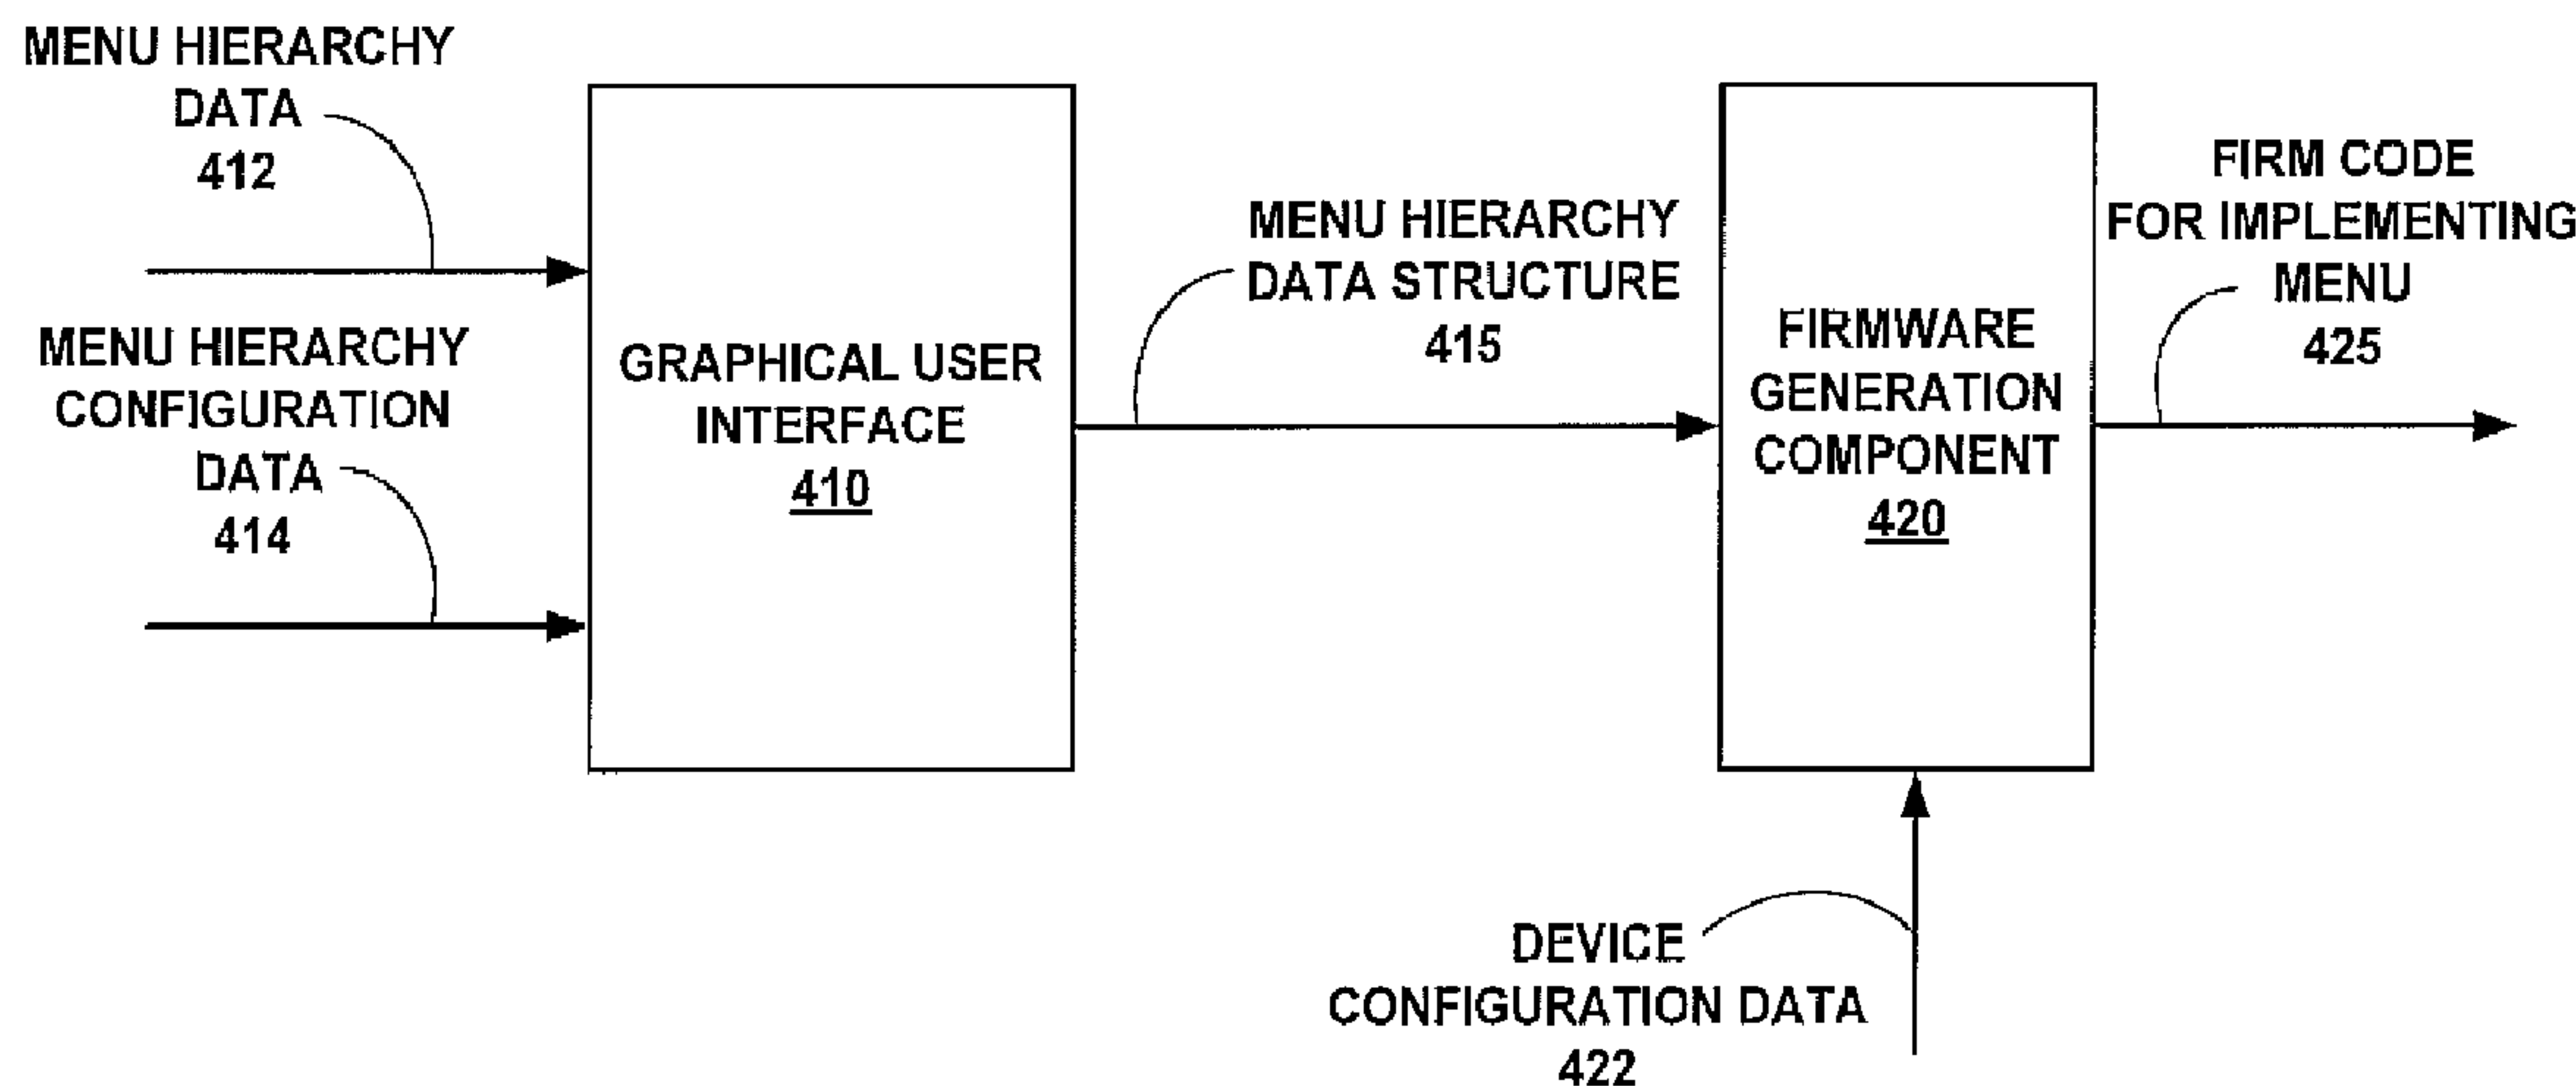 MENU HIERARCHY
DATA
412
MENU HIERARCHY
CONFIGURATION
DATA
414
GRAPHICAL USER
INTERFACE
410
MENU HIERARCHY
DATA STRUCTURE
415
FIRMWARE
GENERATION
COMPONENT
420
FIRM CODE
FOR IMPLEMENTING
MENU
425
DEVICE
CONFIGURATION DATA
422